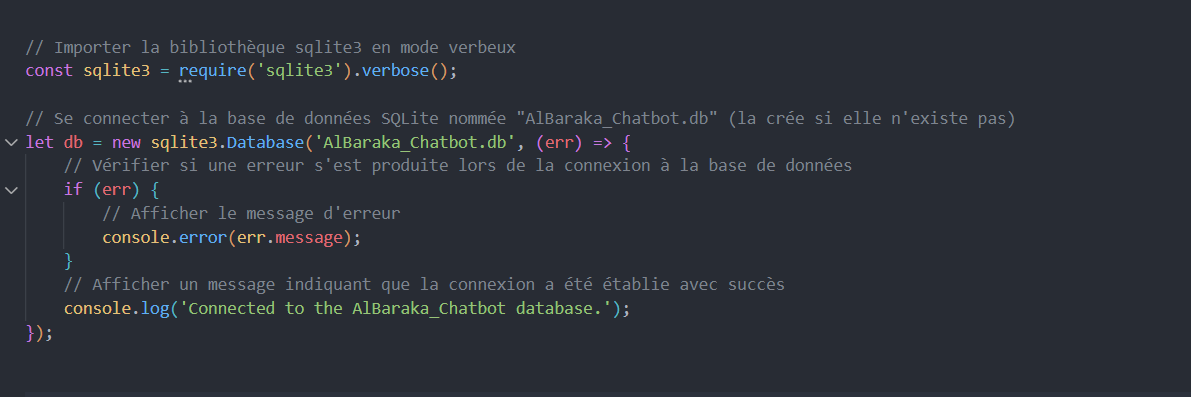 // Importer la bibliothèque sqlite3 en mode verbeux
const sqlite3 = require('sqlite3').verbose();
// Se connecter à la base de données SQLite nommée "AlBaraka_Chatbot.db" (la crée si elle n'existe pas)
let db = new sqlite3.Database('AlBaraka_Chatbot.db', (err) => {
// Vérifier si une erreur s'est produite lors de la connexion à la base de données
if (err) {
// Afficher le message d'erreur
console.error(err.message);
}
// Afficher un message indiquant que la connexion a été établie avec succès
console.log('Connected to the AlBaraka_Chatbot database.');
});